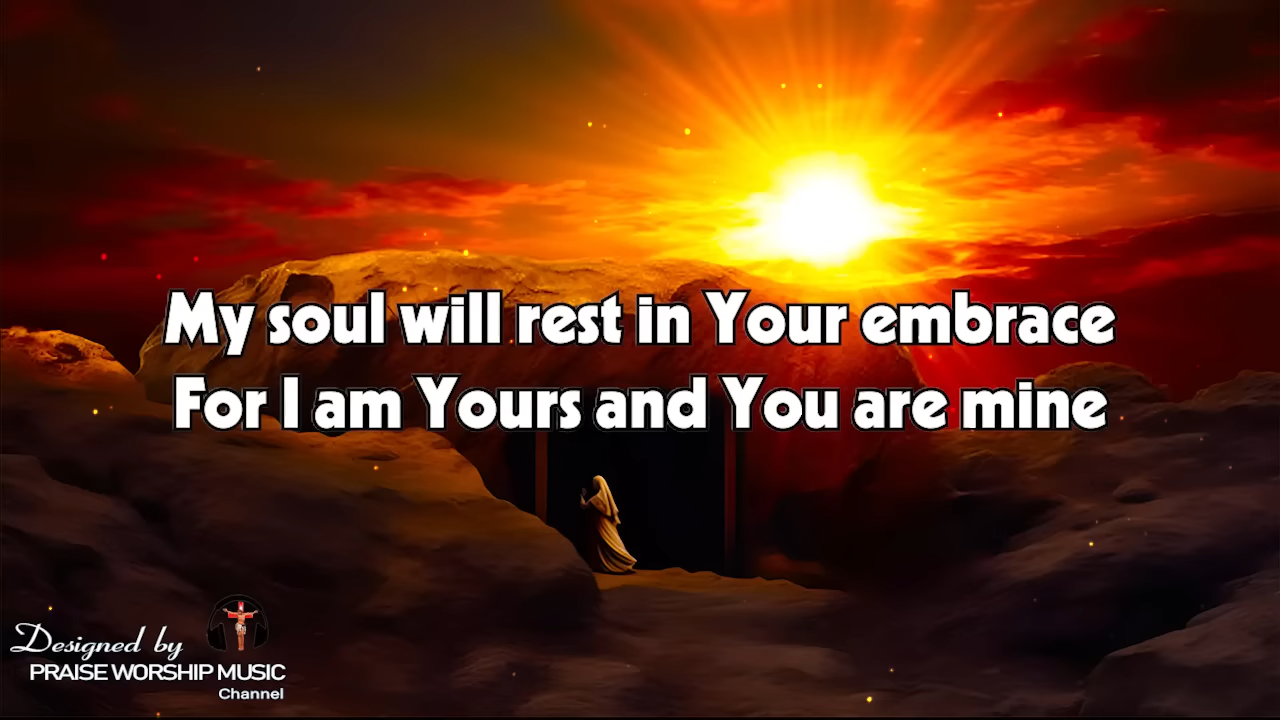 My soul will rest in Your embrace
For I am Yours and You are mine
Designed by
PRAISE WORSHIP MUSIC
Channel